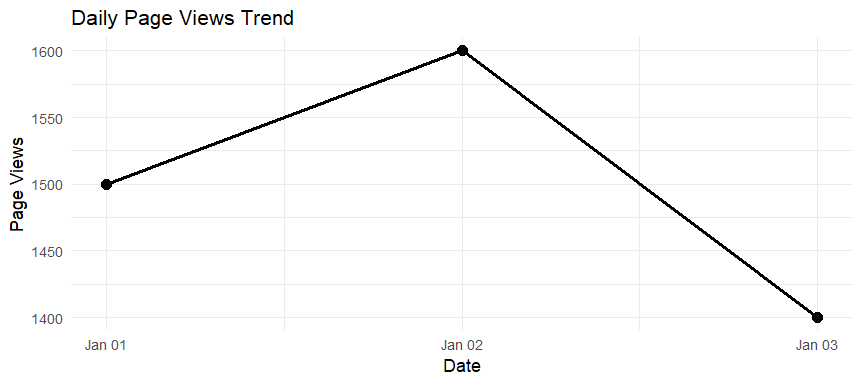 Daily Page Views Trend
1600
1550
1500
1450
1400
Page Views
Jan 01 Jan 02 Jan 03
Date